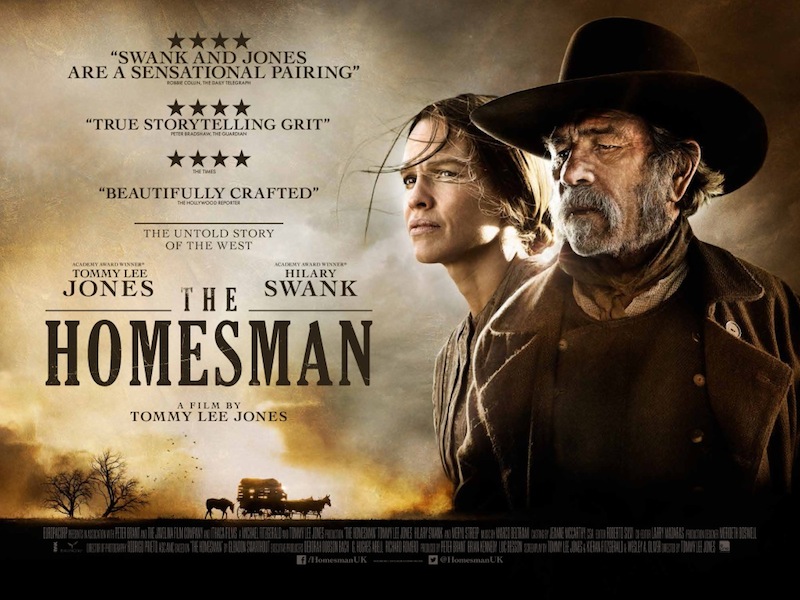 “SWANK AND JONES
ARE A SENSATIONAL PAIRING”
ROBBIE COLLIN, THE DAILY TELEGRAPH
“TRUE STORYTELLING GRIT”
PETER BRADSHAW, THE GUARDIAN
THE TIMES
“BEAUTIFULLY CRAFTED”
THE HOLLYWOOD REPORTER
THE UNTOLD STORY
OF THE WEST
ACADEMY AWARD WINNER®
TOMMY LEE
JONES
ACADEMY AWARD WINNER®
HILARY
SWANK
THE
HOMESMAN
A FILM BY
TOMMY LEE JONES
/HomesmanUK
@HomesmanUK